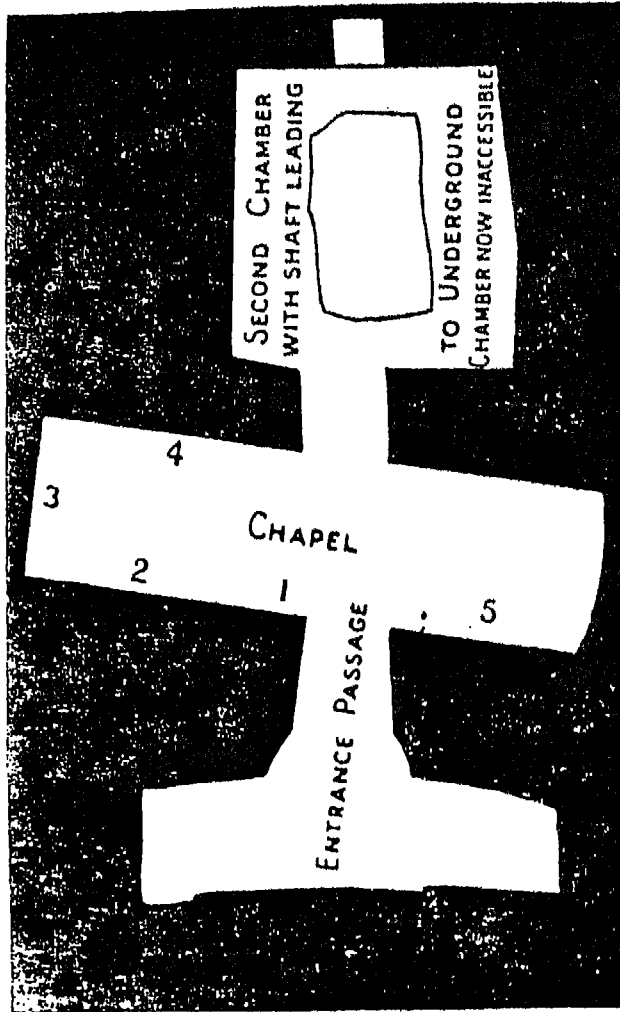 SECOND CHAMBER
WITH SHAFT LEADING
TO UNDERGROUND
CHAMBER NOW INACCESSIBLE
4
3
CHAPEL
2
1
5
ENTRANCE PASSAGE